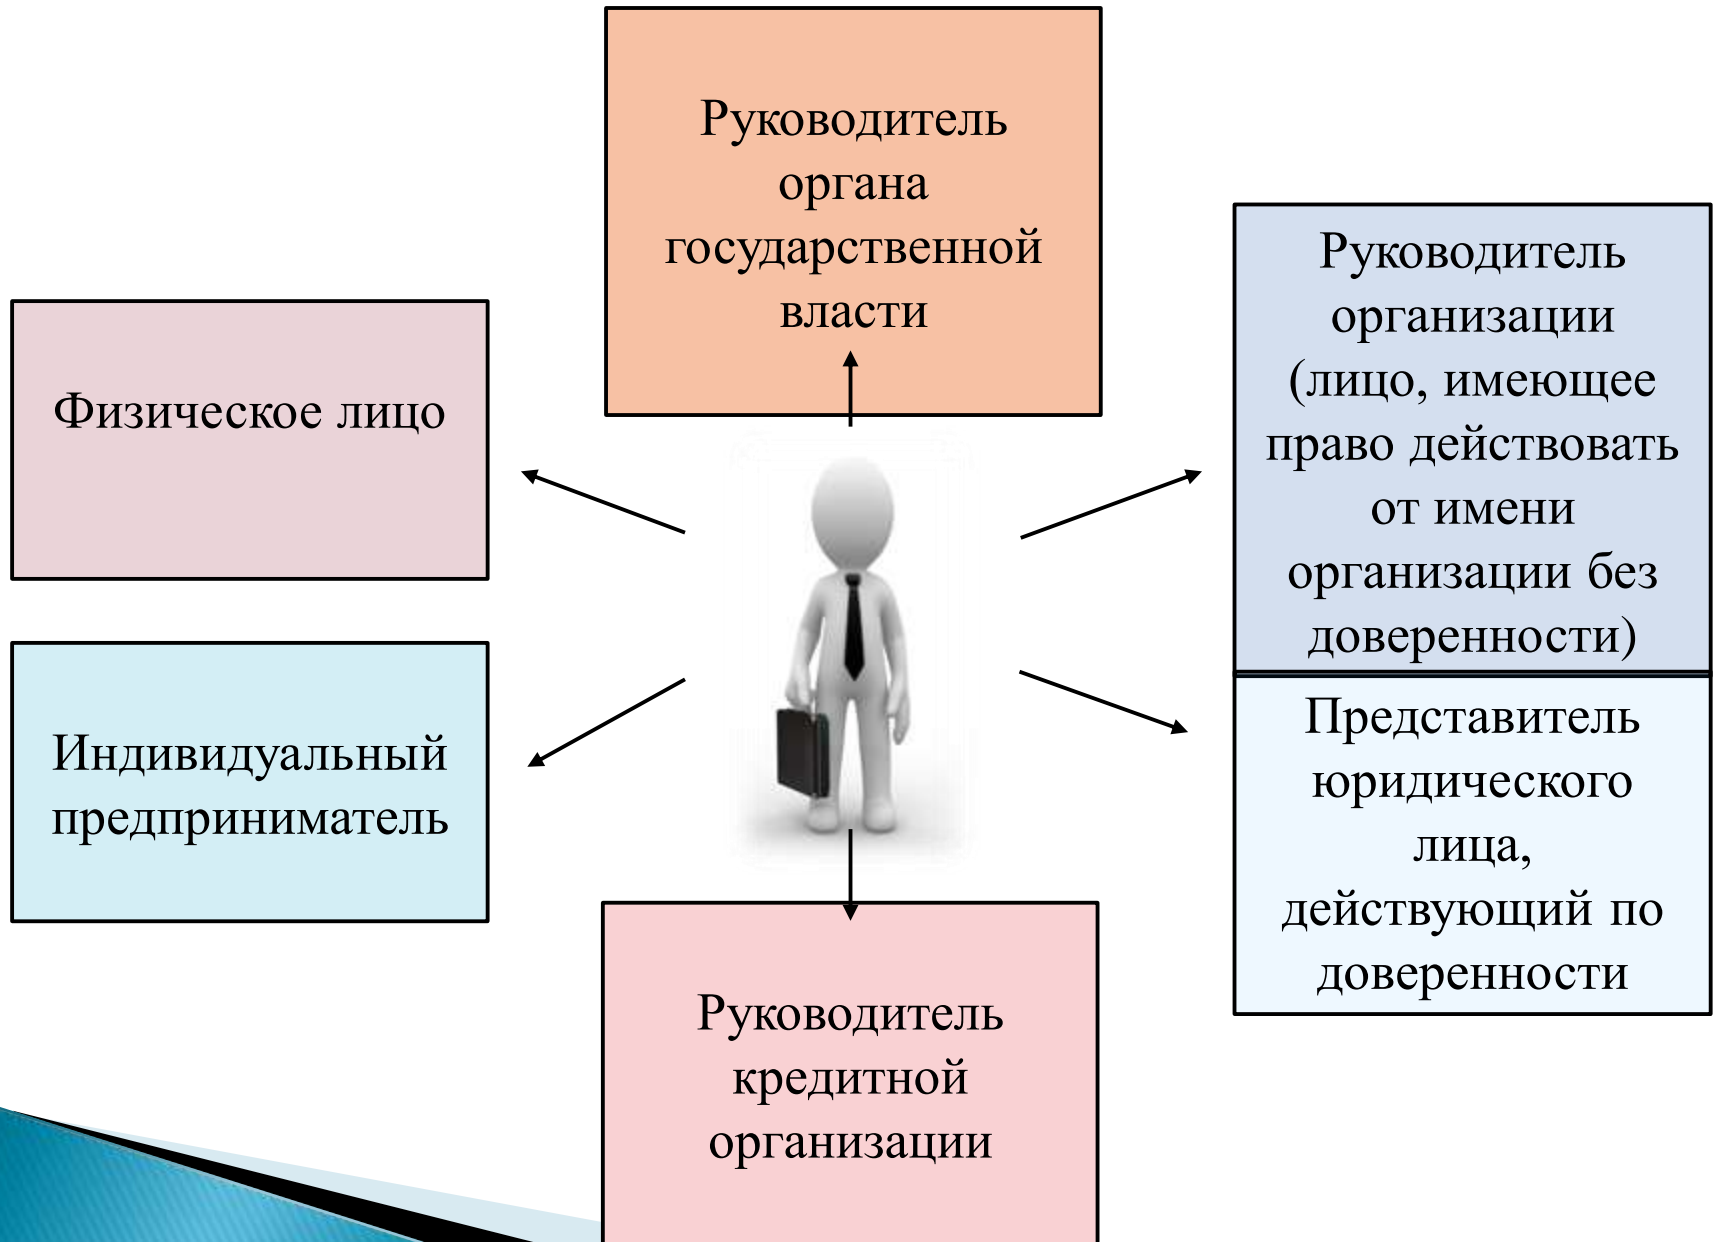 Руководитель
органа
государственной
власти
Физическое лицо
Руководитель
организации
(лицо, имеющее
право действовать
от имени
организации без
доверенности)
Индивидуальный
предприниматель
Представитель
юридического
лица,
действующий по
доверенности
Руководитель
кредитной
организации